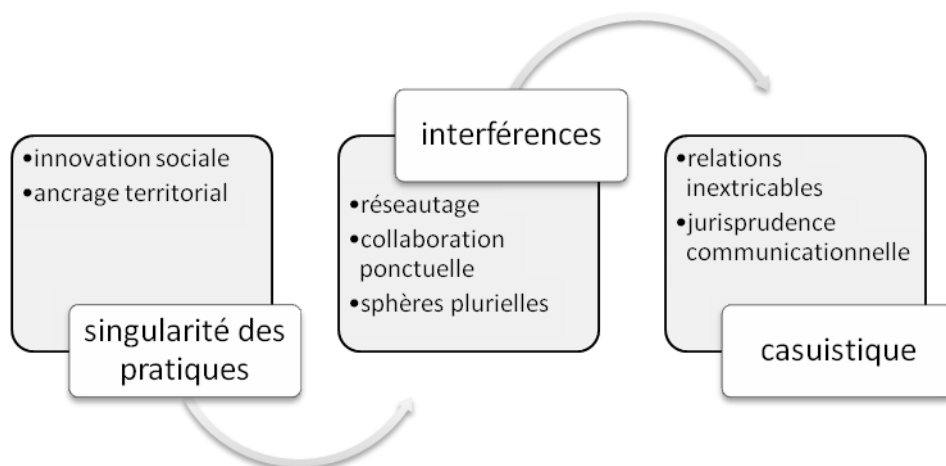 •innovation sociale
•ancrage territorial
singularité des
pratiques
interférences
•réseautage
•collaboration
ponctuelle
•sphères plurielles
•relations
inextricables
•jurisprudence
communicationnelle
casuistique